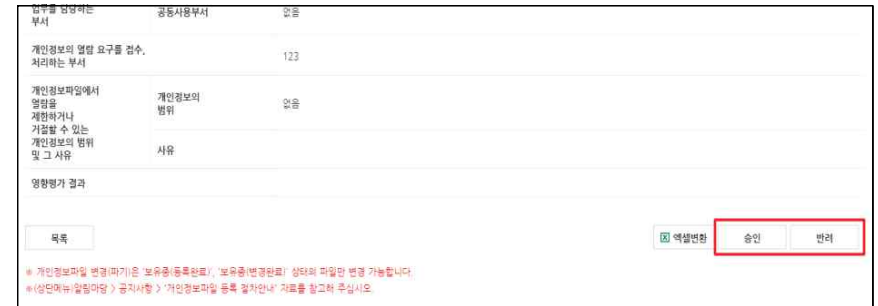 업무를 담당하는
부서
공동사용부서
없음
개인정보의 열람 요구를 접수,
처리하는 부서
123
개인정보파일에서
열람을
제한하거나
거절할 수 있는
개인정보의 범위
및 그 사유
개인정보의
범위
없음
사유
영향평가 결과
목록
엑셀변환
승인
반려
※ 개인정보파일 변경(파기)은 '보유중(등록완료)', '보유중(변경완료)' 상태의 파일만 변경 가능합니다.
※(상단메뉴)알림마당 > 공지사항 > '개인정보파일 등록 절차안내' 자료를 참고해 주십시오.